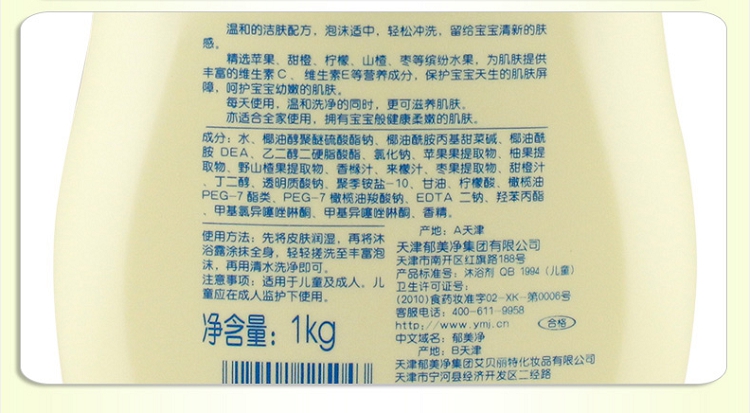 温和的洁肤配方，泡沫适中，轻松冲洗，留给宝宝清新的肤
感。
精选苹果、甜橙、柠檬、山楂、枣等缤纷水果，为肌肤提供
丰富的维生素C、维生素E等营养成分，保护宝宝天生的肌肤屏
障，呵护宝宝幼嫩的肌肤。
每天使用，温和洗净的同时，更可滋养肌肤。
亦适合全家使用，拥有宝宝般健康柔嫩的肌肤。
成分：水、椰油醇聚醚硫酸酯钠、椰油酰胺丙基甜菜碱、椰油酰
胺 DEA、乙二醇二硬脂酸酯、氯化钠、苹果果提取物、柚果提
取物、野山楂果提取物、香橼汁、来檬汁、枣果提取物、甜橙汁
、丁二醇、透明质酸钠、聚季铵盐-10、甘油、柠檬酸、橄榄油
PEG-7 酯类、PEG-7 橄榄油羧酸钠、EDTA 二钠、羟苯丙酯
、甲基氯异噻唑啉酮、甲基异噻唑啉酮、香精。
使用方法：先将皮肤润湿，再将沐
浴露涂抹全身，轻轻搓洗至丰富泡
沫，再用清水洗净即可。
注意事项：适用于儿童及成人。儿
童应在成人监护下使用。
净含量：1kg
产地：A天津
天津郁美净集团有限公司
天津市南开区红旗路188号
产品标准号：沐浴剂 QB 1994（儿童）
卫生许可证号：
(2010)食药妆准字02-XK-第0006号
客服电话：400-611-9958
http://www.ymj.cn
合格
中文域名：郁美净
产地：B天津
天津郁美净集团艾贝丽特化妆品有限公司
天津市宁河县经济开发区二经路